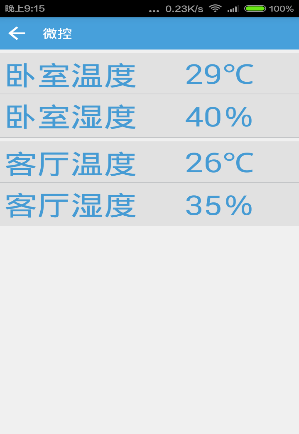 晚上9:15 ... 0.23K/s 100%
微控
卧室温度 29℃
卧室湿度 40%
客厅温度 26℃
客厅湿度 35%